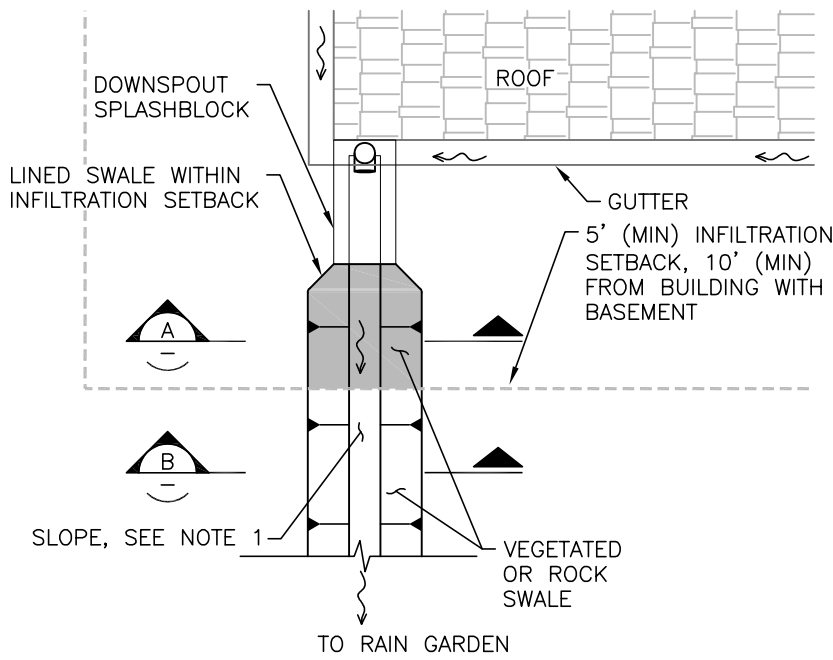 ROOF
DOWNSPOUT
SPLASHBLOCK
LINED SWALE WITHIN
INFILTRATION SETBACK
GUTTER
5' (MIN) INFILTRATION
SETBACK, 10' (MIN)
FROM BUILDING WITH
BASEMENT
A
–
B
–
SLOPE, SEE NOTE 1
VEGETATED
OR ROCK
SWALE
TO RAIN GARDEN